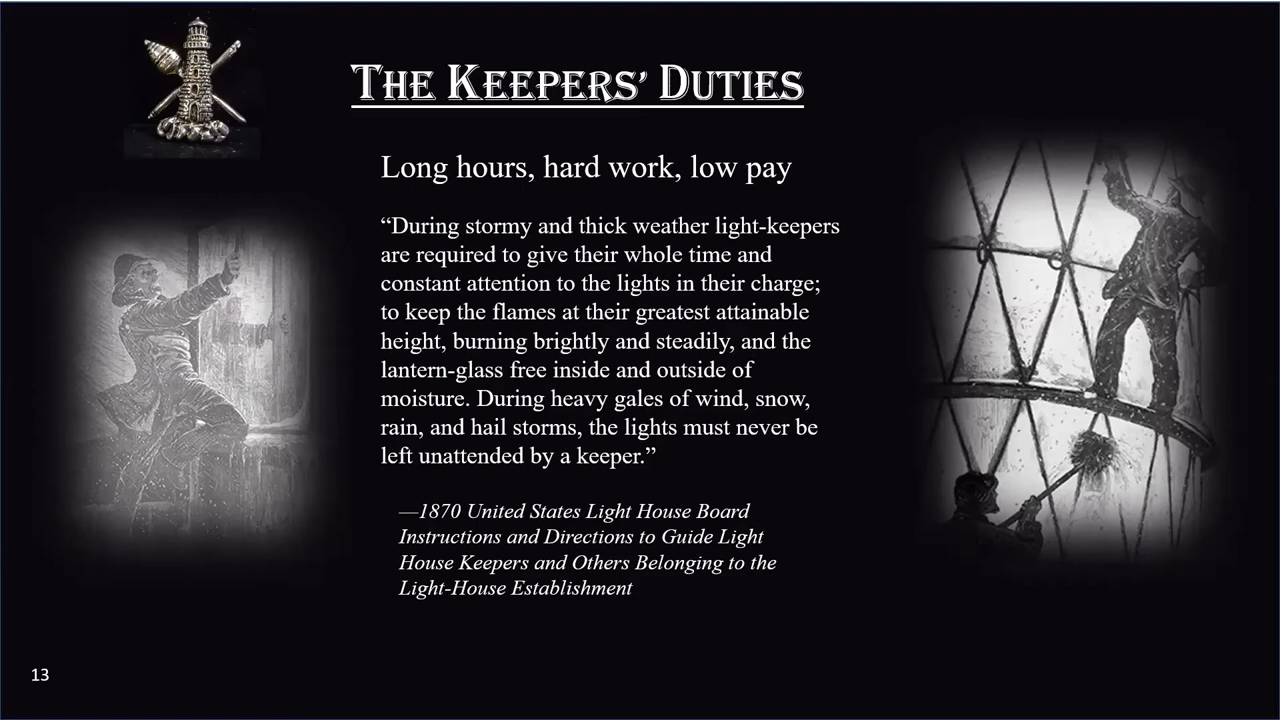 The Keepers’ Duties
Long hours, hard work, low pay
“During stormy and thick weather light-keepers
are required to give their whole time and
constant attention to the lights in their charge;
to keep the flames at their greatest attainable
height, burning brightly and steadily, and the
lantern-glass free inside and outside of
moisture. During heavy gales of wind, snow,
rain, and hail storms, the lights must never be
left unattended by a keeper.”
—1870 United States Light House Board
Instructions and Directions to Guide Light
House Keepers and Others Belonging to the
Light-House Establishment
13